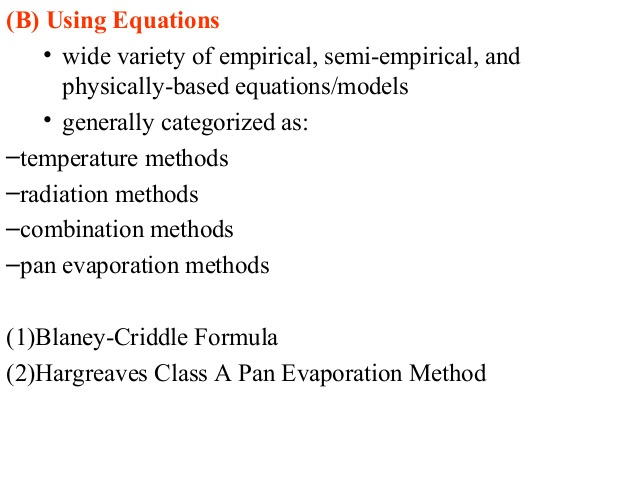 (B) Using Equations
• wide variety of empirical, semi-empirical, and
physically-based equations/models
• generally categorized as:
–temperature methods
–radiation methods
–combination methods
–pan evaporation methods
(1)Blaney-Criddle Formula
(2)Hargreaves Class A Pan Evaporation Method